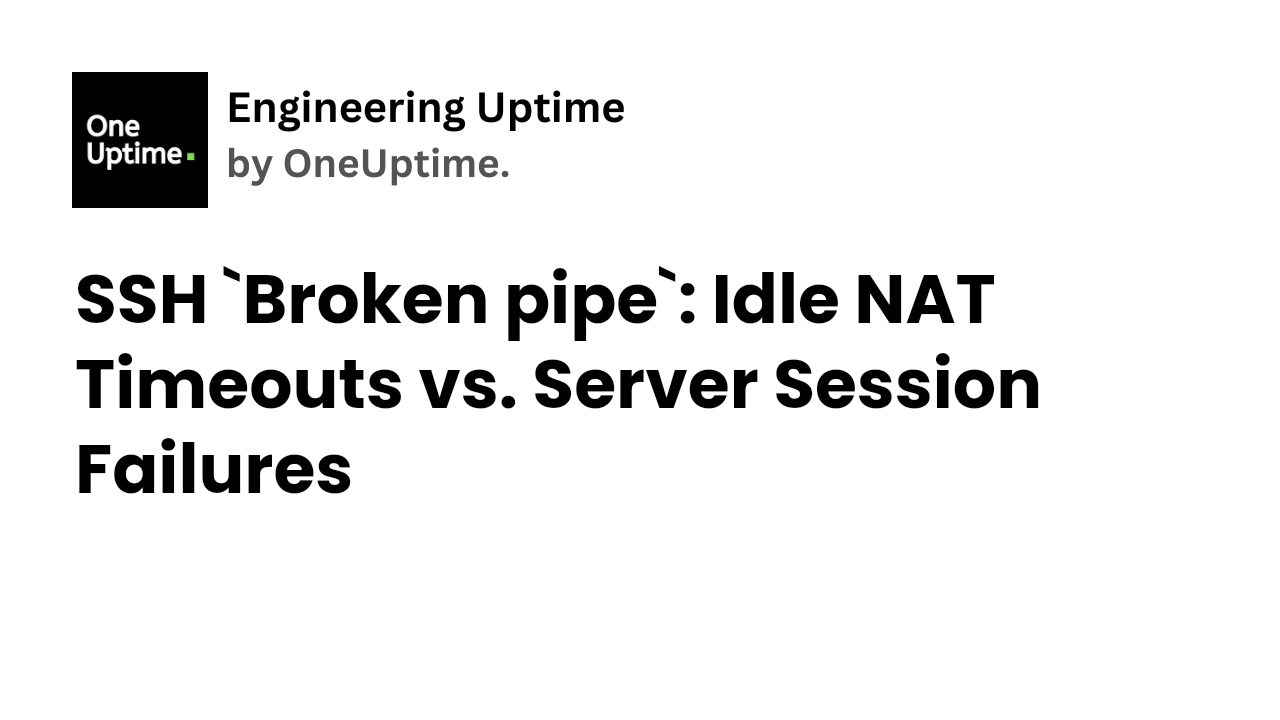 One
Uptime
Engineering Uptime
by OneUptime.
SSH `Broken pipe`: Idle NAT
Timeouts vs. Server Session
Failures